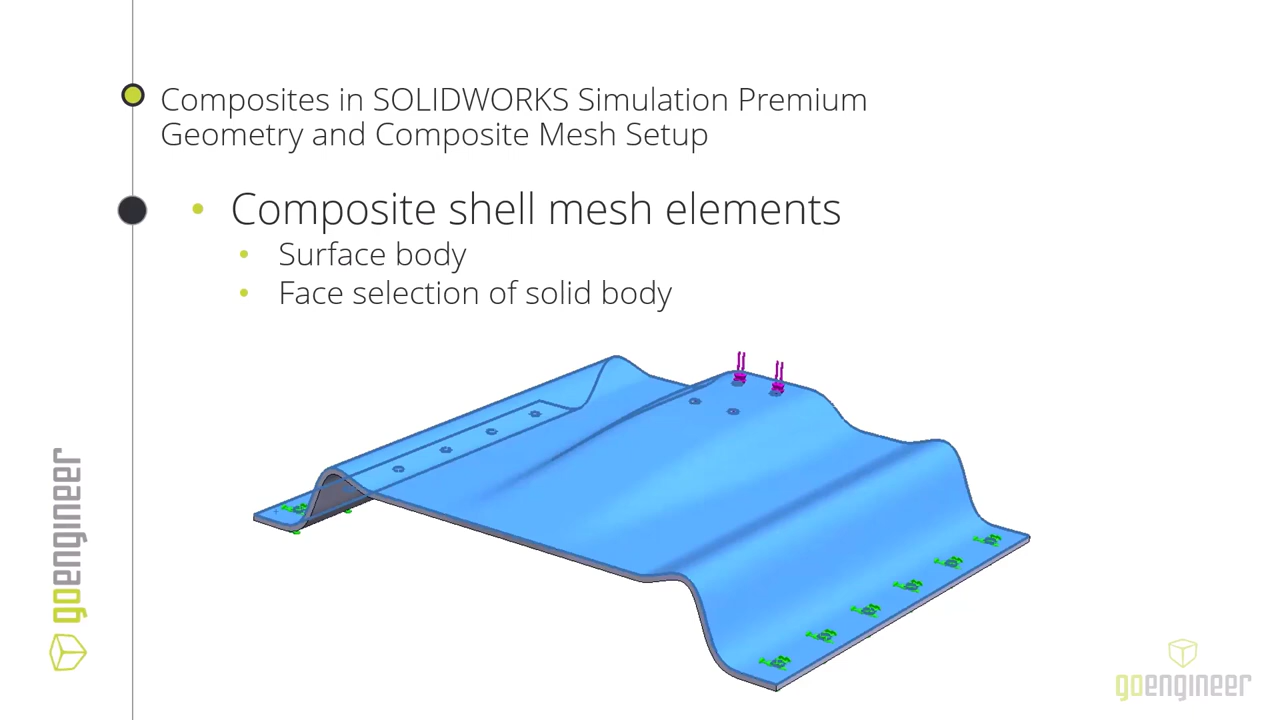 Composites in SOLIDWORKS Simulation Premium
Geometry and Composite Mesh Setup
• Composite shell mesh elements
• Surface body
• Face selection of solid body
goengineer
goengineer